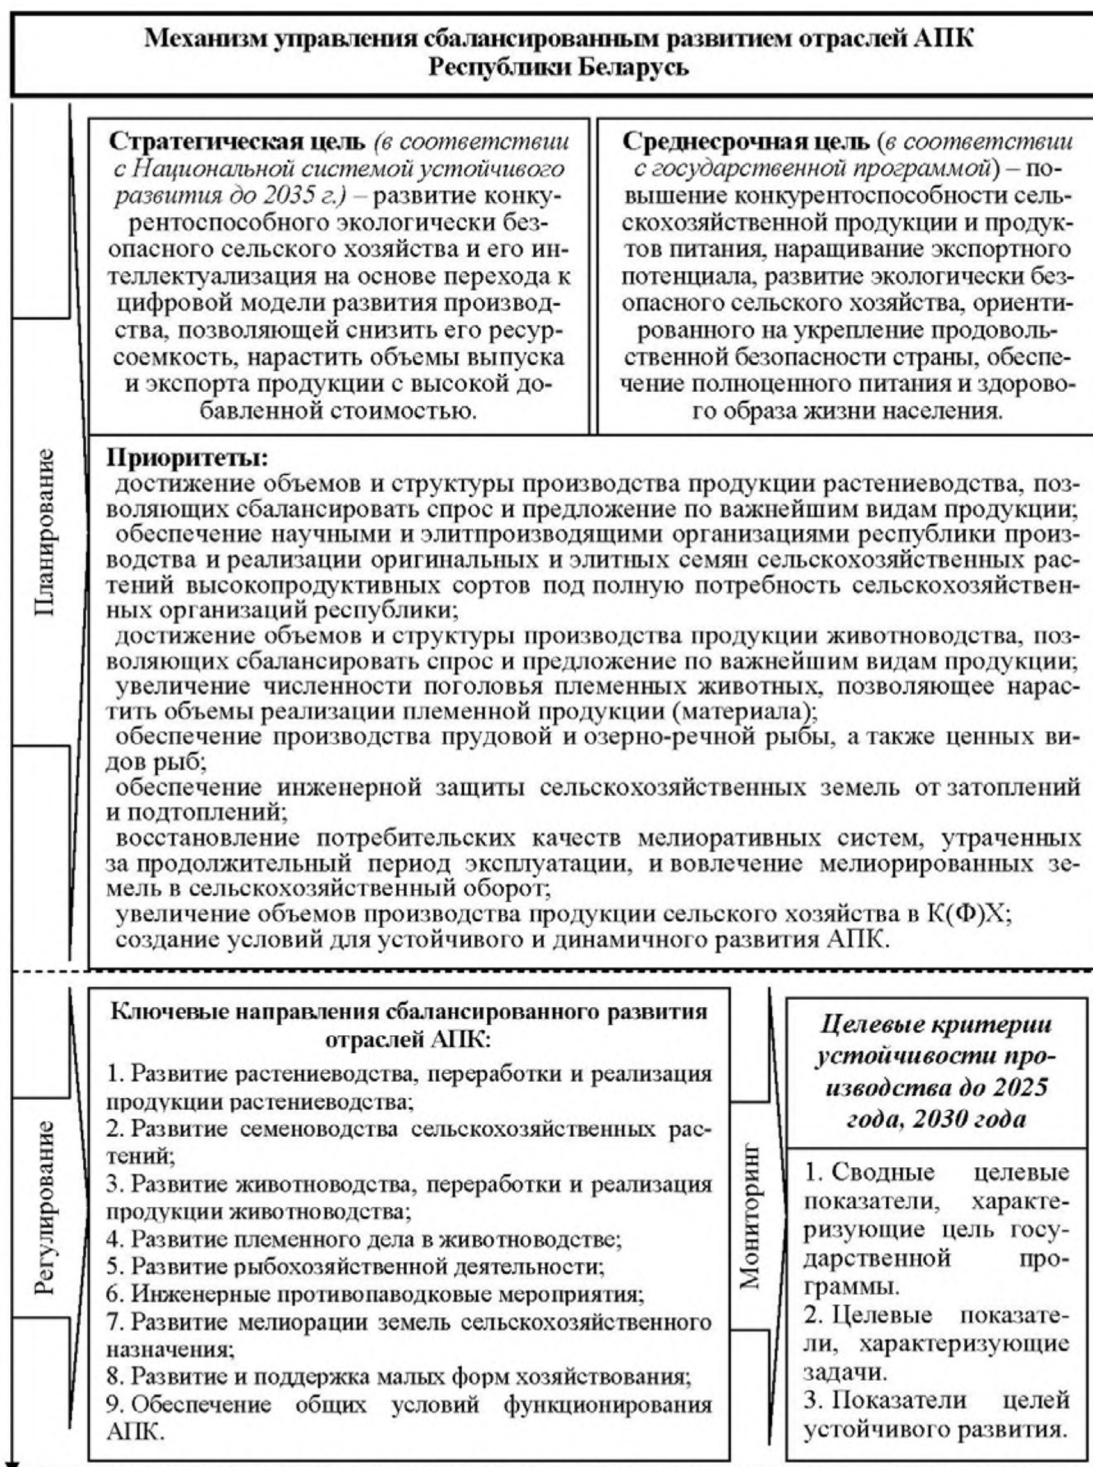 Механизм управления сбалансированным развитием отраслей АПК
Республики Беларусь
Планирование
Стратегическая цель (в соответствии
с Национальной системой устойчивого
развития до 2035 г.) – развитие конку-
рентоспособного экологически без-
опасного сельского хозяйства и его ин-
теллектуализация на основе перехода к
цифровой модели развития производ-
ства, позволяющей снизить его ресур-
соемкость, нарастить объемы выпуска
и экспорта продукции с высокой до-
бавленной стоимостью.
Среднесрочная цель (в соответствии
с государственной программой) – по-
вышение конкурентоспособности сель-
скохозяйственной продукции и продук-
тов питания, наращивание экспортного
потенциала, развитие экологически без-
опасного сельского хозяйства, ориенти-
рованного на укрепление продоволь-
ственной безопасности страны, обеспе-
чение полноценного питания и здорово-
го образа жизни населения.
Приоритеты:
достижение объемов и структуры производства продукции растениеводства, поз-
воляющих сбалансировать спрос и предложение по важнейшим видам продукции;
обеспечение научными и элитпроизводящими организациями республики произ-
водства и реализации оригинальных и элитных семян сельскохозяйственных рас-
тений высокопродуктивных сортов под полную потребность сельскохозяйствен-
ных организаций республики;
достижение объемов и структуры производства продукции животноводства, поз-
воляющих сбалансировать спрос и предложение по важнейшим видам продукции;
увеличение численности поголовья племенных животных, позволяющее нарас-
тить объемы реализации племенной продукции (материала);
обеспечение производства прудовой и озерно-речной рыбы, а также ценных ви-
дов рыб;
обеспечение инженерной защиты сельскохозяйственных земель от затоплений
и подтоплений;
восстановление потребительских качеств мелиоративных систем, утраченных
за продолжительный период эксплуатации, и вовлечение мелиорированных зе-
мель в сельскохозяйственный оборот;
увеличение объемов производства продукции сельского хозяйства в К(Ф)Х;
создание условий для устойчивого и динамичного развития АПК.
Регулирование
Ключевые направления сбалансированного развития
отраслей АПК:
1. Развитие растениеводства, переработки и реализация
продукции растениеводства;
2. Развитие семеноводства сельскохозяйственных рас-
тений;
3. Развитие животноводства, переработки и реализация
продукции животноводства;
4. Развитие племенного дела в животноводстве;
5. Развитие рыбохозяйственной деятельности;
6. Инженерные противопаводковые мероприятия;
7. Развитие мелиорации земель сельскохозяйственного
назначения;
8. Развитие и поддержка малых форм хозяйствования;
9. Обеспечение общих условий функционирования
АПК.
Мониторинг
Целевые критерии
устойчивости про-
изводства до 2025
года, 2030 года
1. Сводные целевые
показатели, характе-
ризующие цель госу-
дарственной про-
граммы.
2. Целевые показате-
ли, характеризующие
задачи.
3. Показатели целей
устойчивого развития.